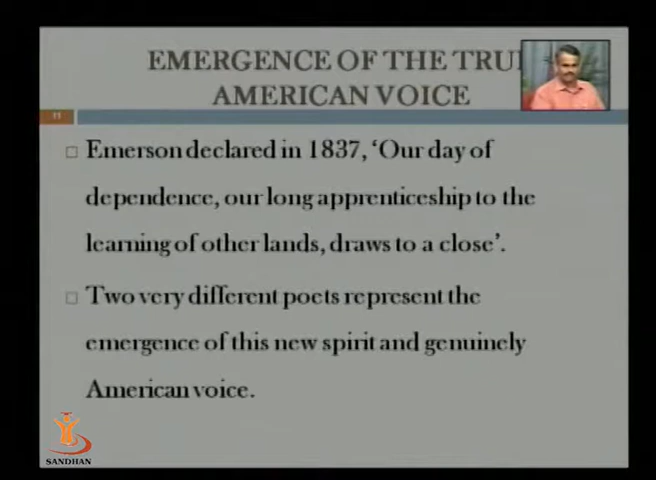 EMERGENCE OF THE TRU
AMERICAN VOICE
11
Emerson declared in 1837, ‘Our day of
dependence, our long apprenticeship to the
learning of other lands, draws to a close’.
Two very different poets represent the
emergence of this new spirit and genuinely
American voice.
SANDHAN